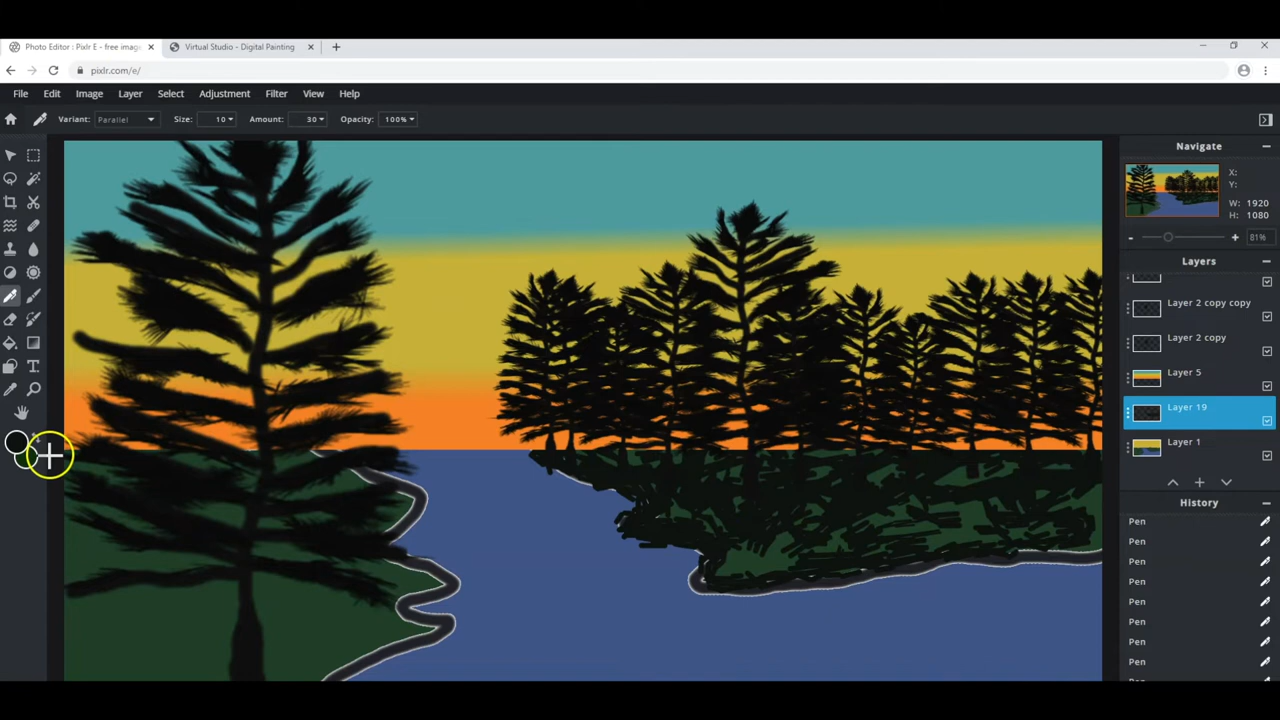 Photo Editor : Pixlr E - free imag
Virtual Studio - Digital Painting
pixlr.com/e/
File Edit Image Layer Select Adjustment Filter View Help
Variant: Parallel Size: 10 Amount: 30 Opacity: 100%
Navigate
X:
Y:
W: 1920
H: 1080
81%
Layers
Layer 2 copy copy
Layer 2 copy
Layer 5
Layer 19
Layer 1
History
Pen
Pen
Pen
Pen
Pen
Pen
Pen
Pen